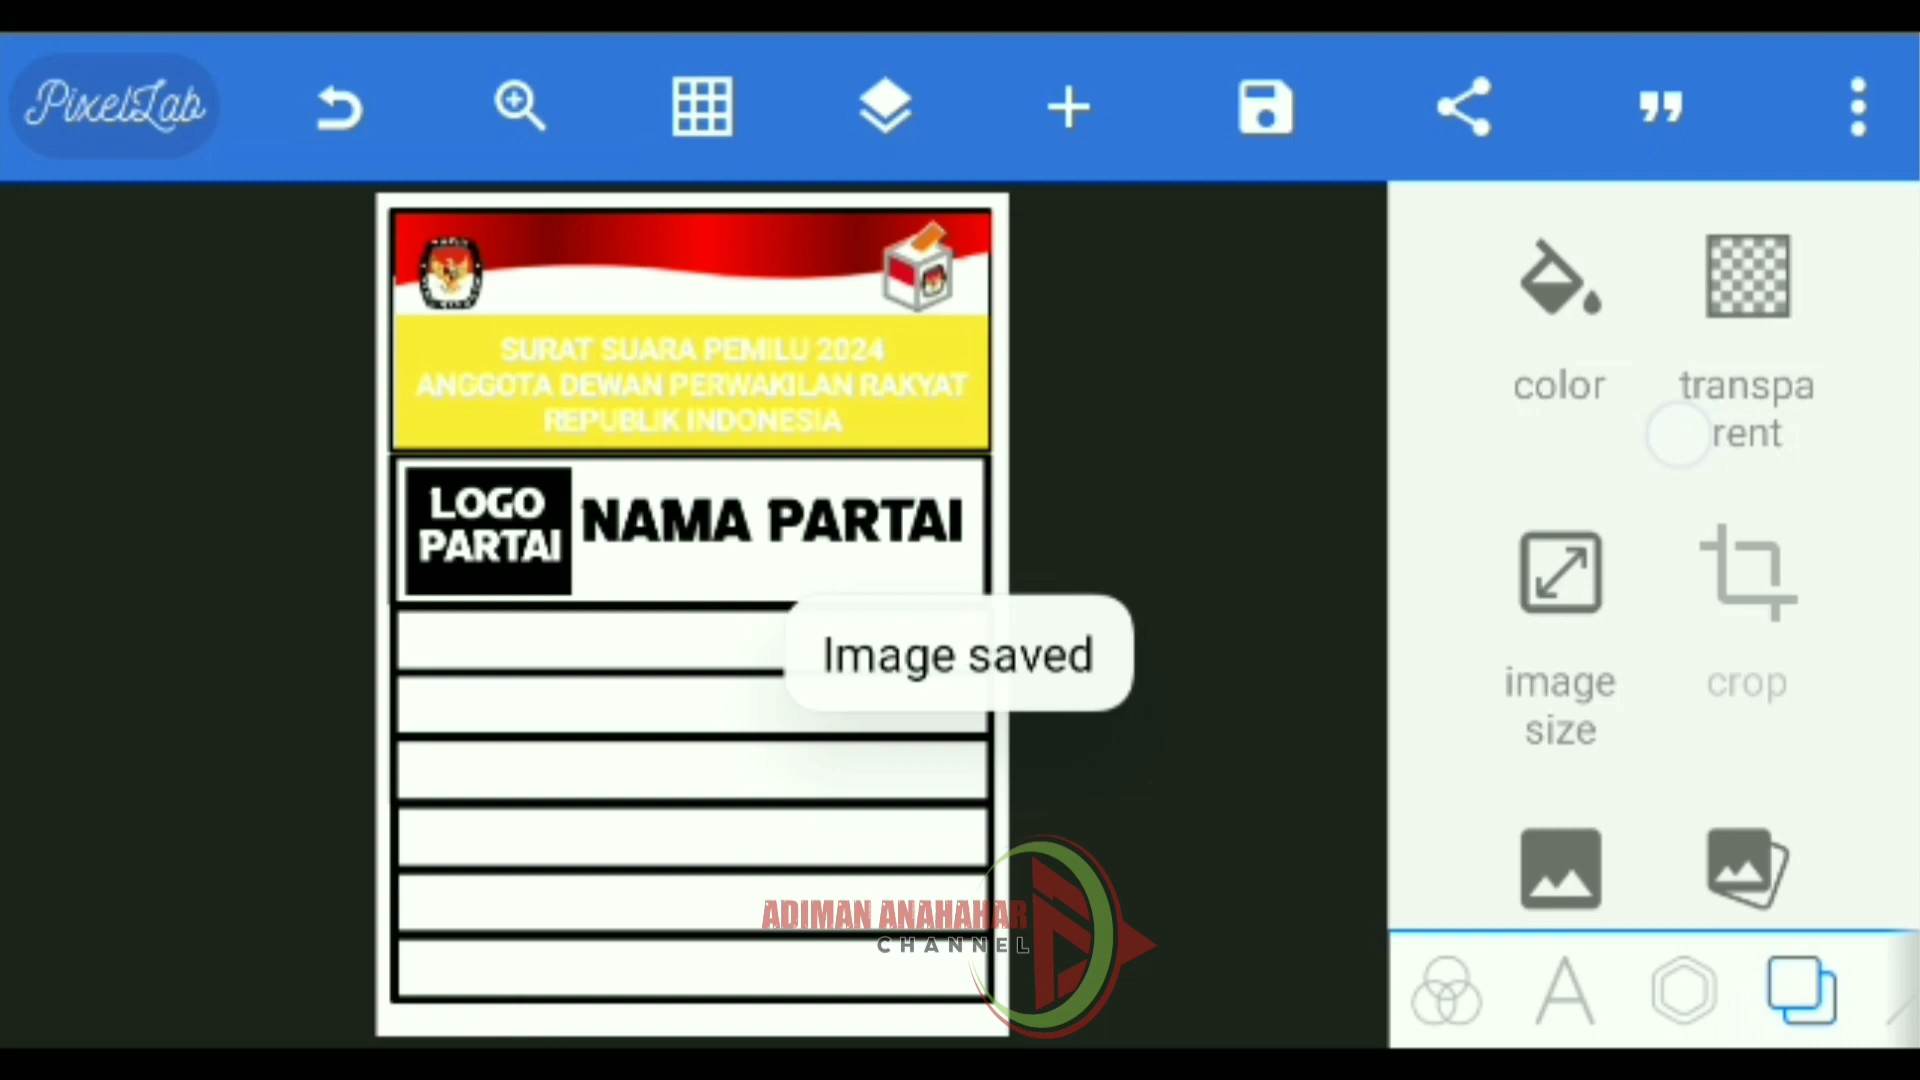 PixelLab
SURAT SUARA PEMILU 2024
ANGGOTA DEWAN PERWAKILAN RAKYAT
REPUBLIK INDONESIA
LOGO
PARTAI
NAMA PARTAI
Image saved
color
transpa
rent
image
size
crop
ADIMAN ANAHAHAR
CHANNEL